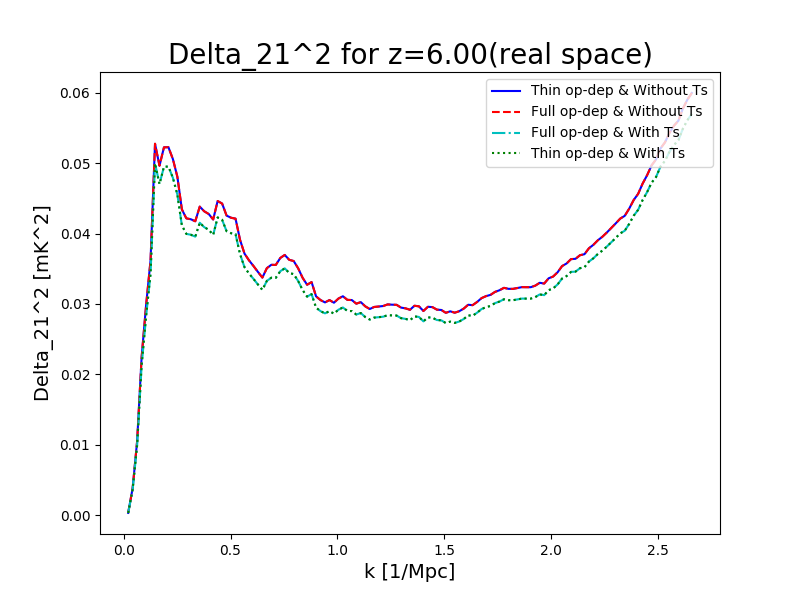 Delta_21^2 for z=6.00(real space)
Thin op-dep & Without Ts
Full op-dep & Without Ts
Full op-dep & With Ts
Thin op-dep & With Ts
0.06
0.05
0.04
0.03
0.02
0.01
0.00
Delta_21^2 [mK^2]
0.0 0.5 1.0 1.5 2.0 2.5
k [1/Mpc]